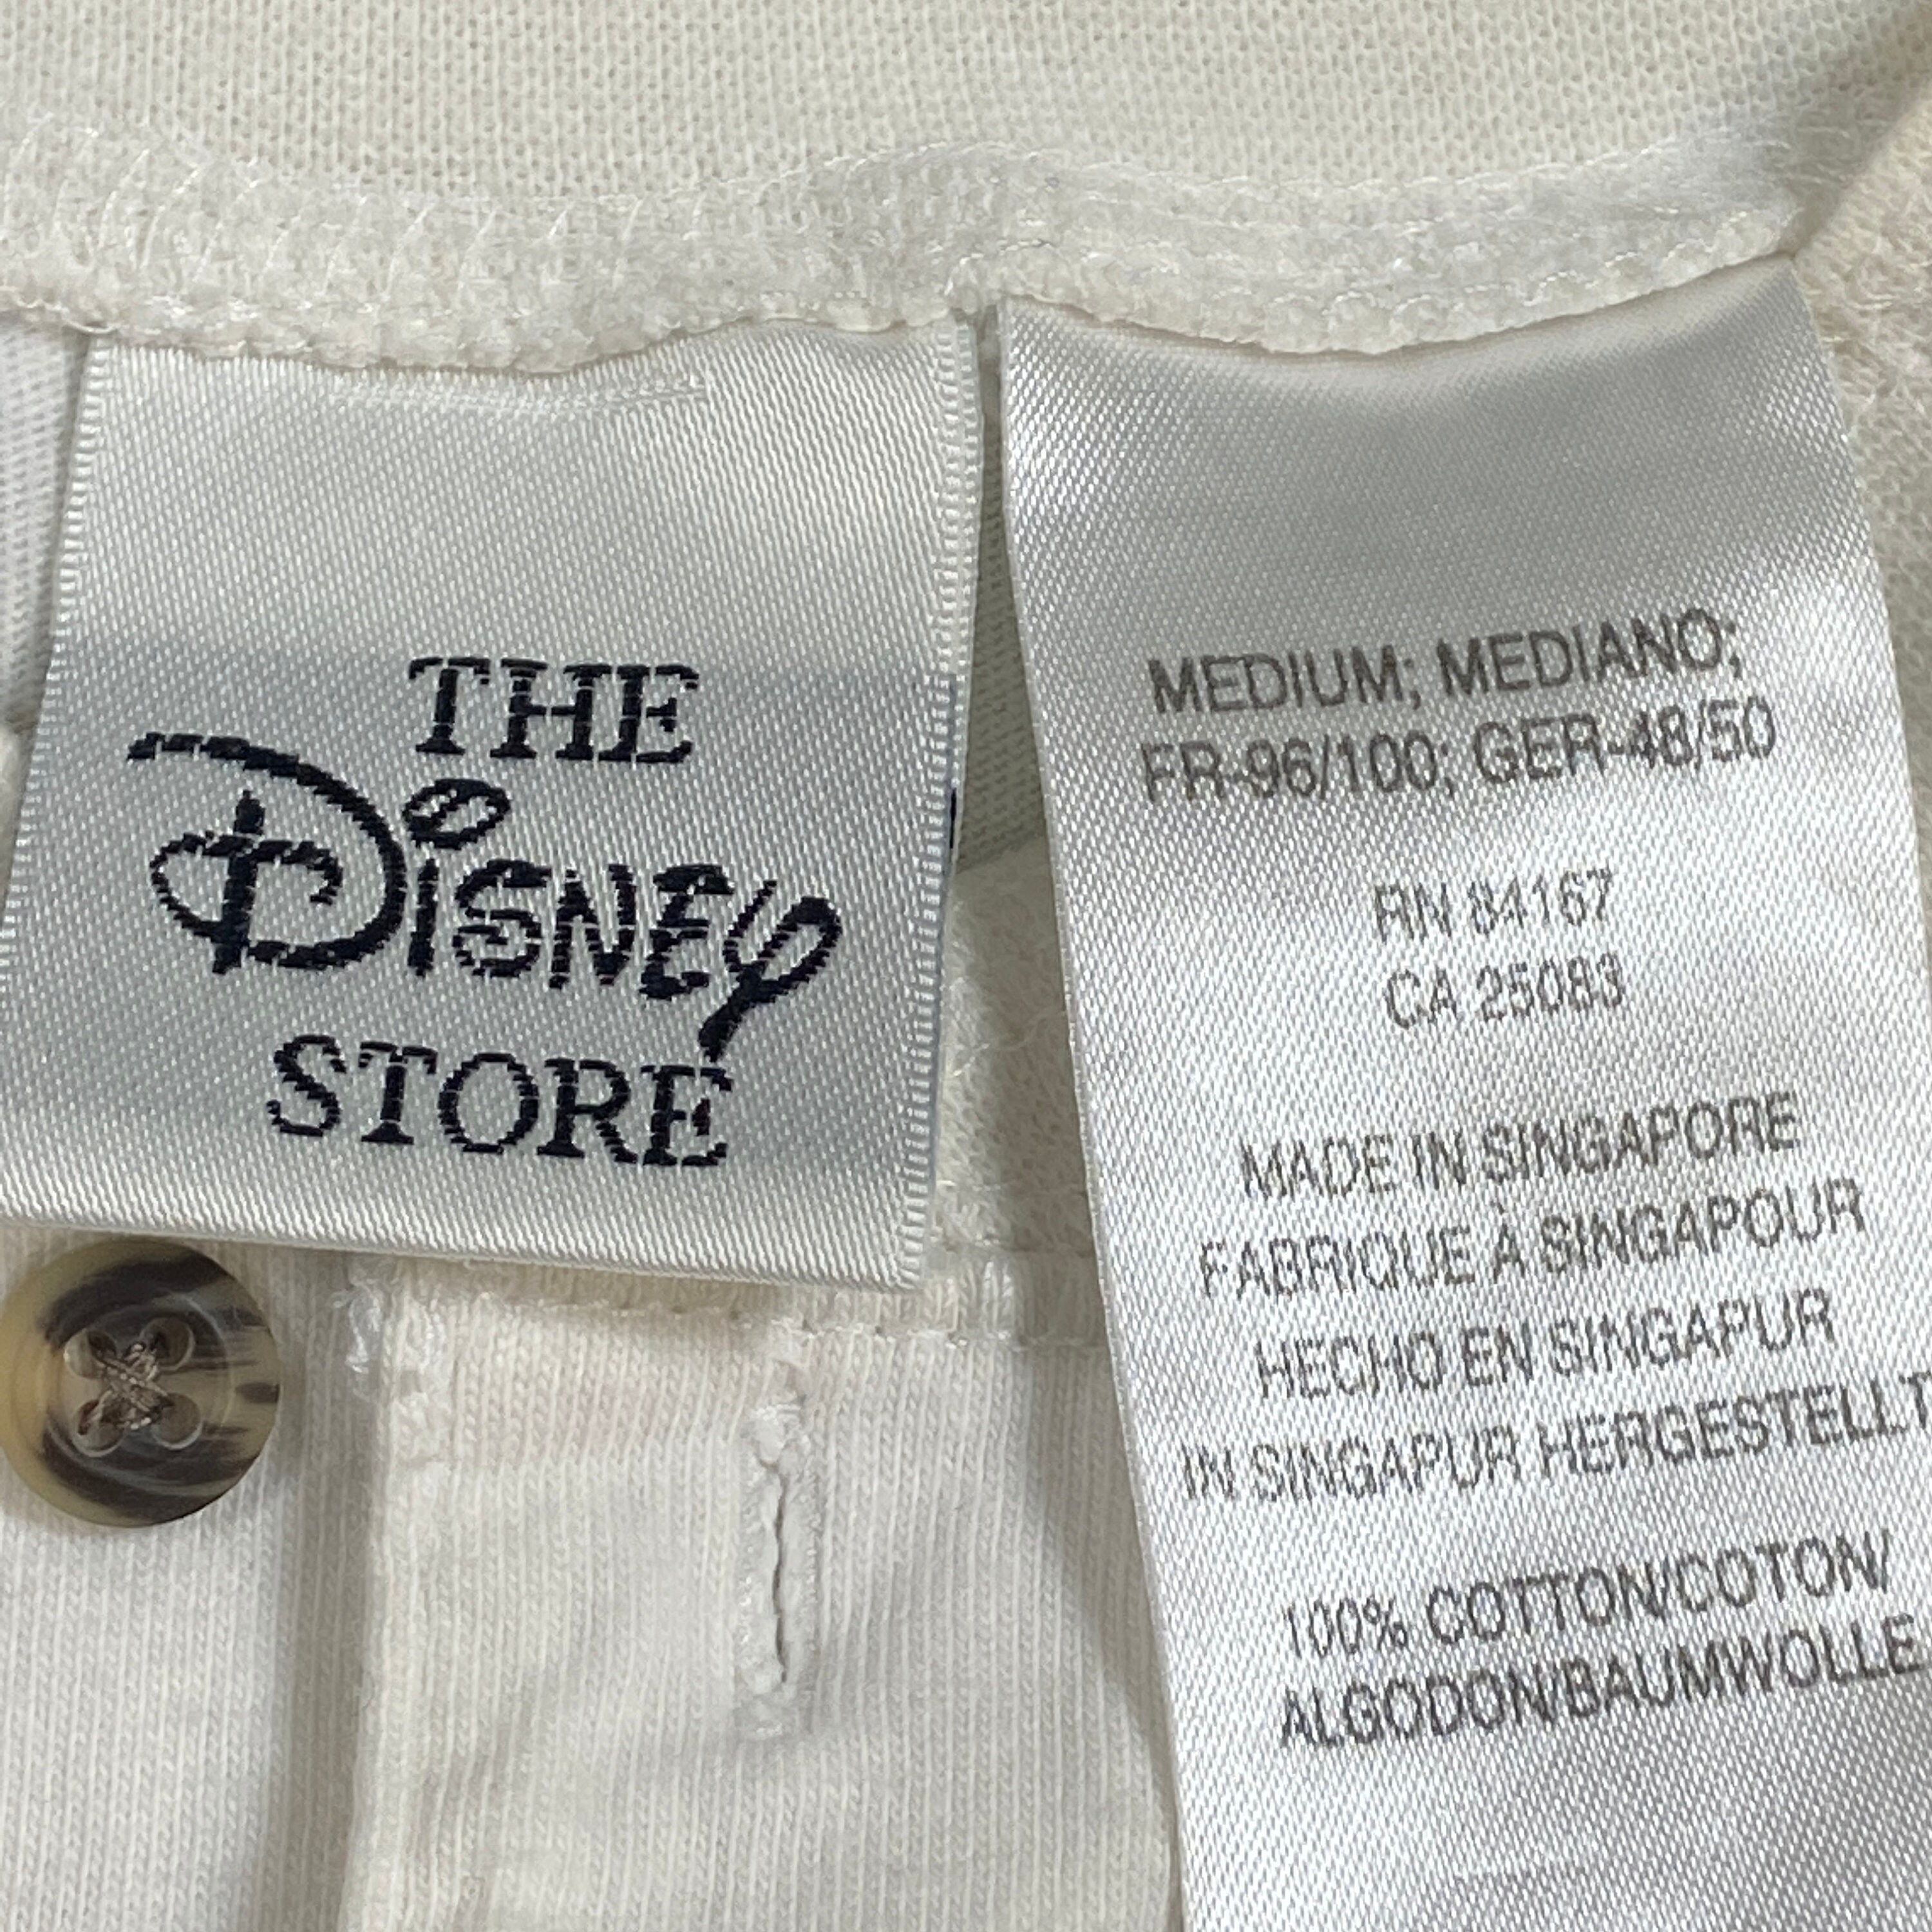 THE
Disney
STORE
MEDIUM; MEDIANO;
FR-96/100; GER-48/50
RN 84167
CA 25083
MADE IN SINGAPORE
FABRIQUE À SINGAPOUR
HECHO EN SINGAPUR
IN SINGAPUR HERGESTELLT
100% COTTON/COTON/
ALGODON/BAUMWOLLE